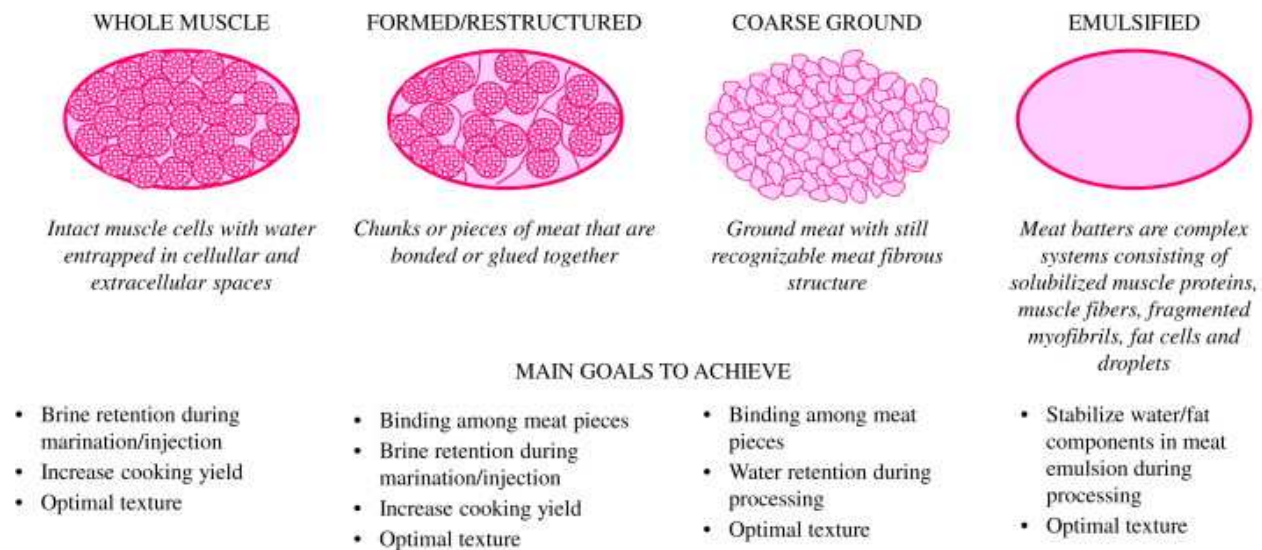 WHOLE MUSCLE
Intact muscle cells with water
entrapped in cellullar and
extracellular spaces
FORMED/RESTRUCTURED
Chunks or pieces of meat that are
bonded or glued together
COARSE GROUND
Ground meat with still
recognizable meat fibrous
structure
EMULSIFIED
Meat batters are complex
systems consisting of
solubilized muscle proteins,
muscle fibers, fragmented
myofibrils, fat cells and
droplets
MAIN GOALS TO ACHIEVE
• Brine retention during
marination/injection
• Increase cooking yield
• Optimal texture
• Binding among meat pieces
• Brine retention during
marination/injection
• Increase cooking yield
• Optimal texture
• Binding among meat
pieces
• Water retention during
processing
• Optimal texture
• Stabilize water/fat
components in meat
emulsion during
processing
• Optimal texture